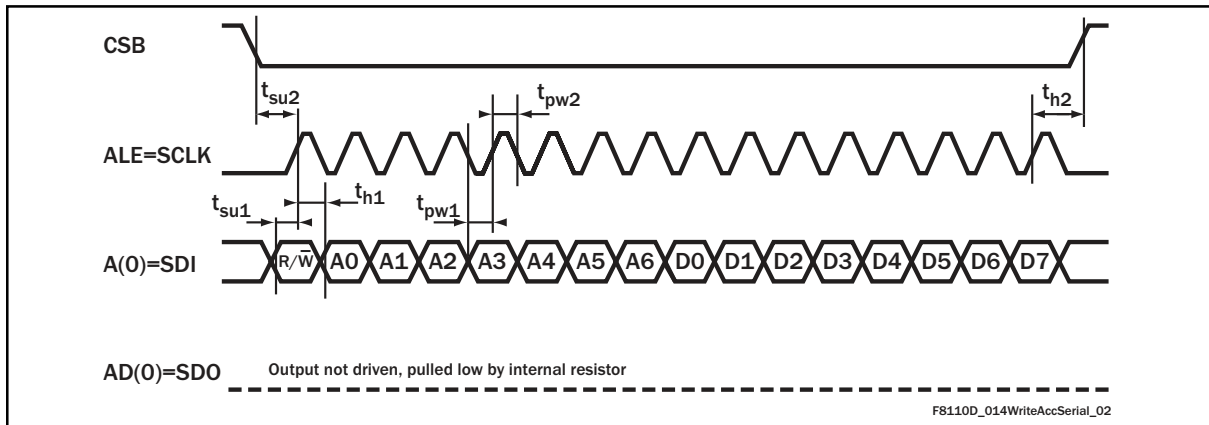 CSB
tsu2
tpw2
th2
ALE=SCLK
tsu1
th1
tpw1
A(0)=SDI
R/W̅ A0 A1 A2 A3 A4 A5 A6 D0 D1 D2 D3 D4 D5 D6 D7
AD(0)=SDO
Output not driven, pulled low by internal resistor
F8110D_014WriteAccSerial_02